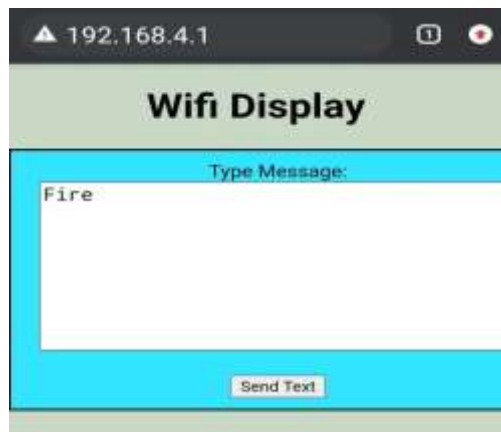 192.168.4.1
1
Wifi Display
Type Message:
Fire
Send Text